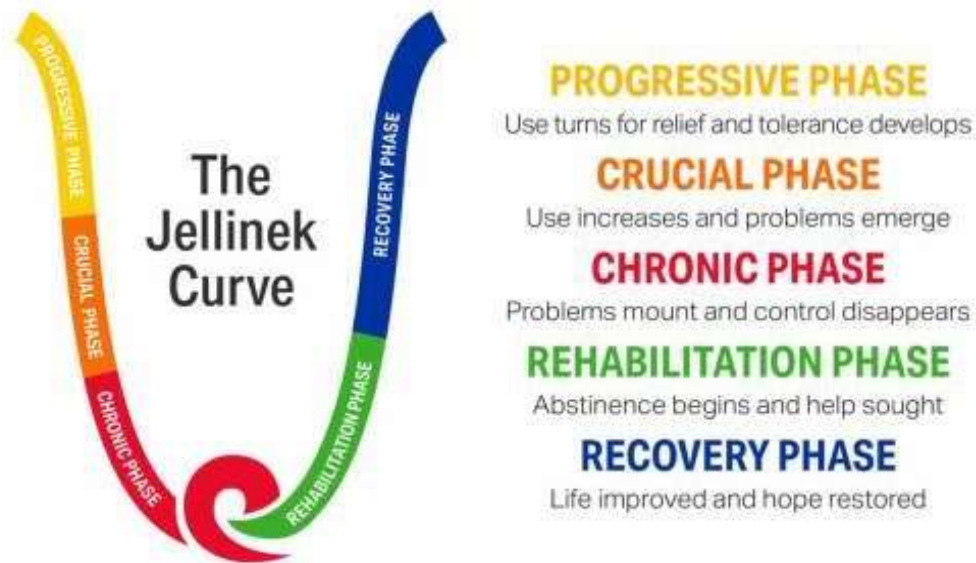 PROGRESSIVE PHASE
CRUCIAL PHASE
CHRONIC PHASE
The
Jellinek
Curve
REHABILITATION PHASE
RECOVERY PHASE
PROGRESSIVE PHASE
Use turns for relief and tolerance develops
CRUCIAL PHASE
Use increases and problems emerge
CHRONIC PHASE
Problems mount and control disappears
REHABILITATION PHASE
Abstinence begins and help sought
RECOVERY PHASE
Life improved and hope restored